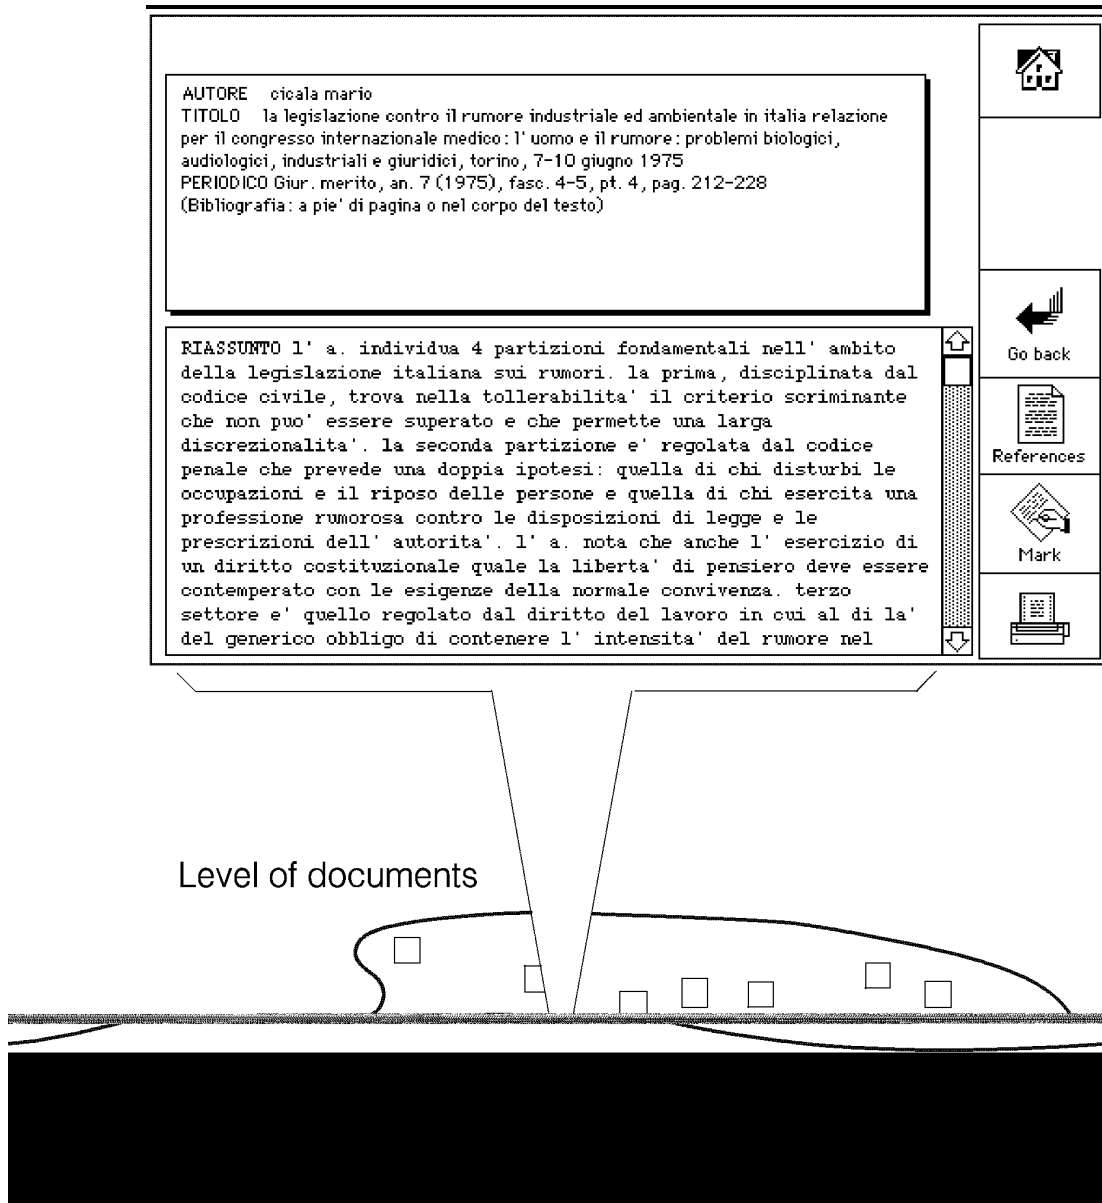 AUTORE cicala mario
TITOLO la legislazione contro il rumore industriale ed ambientale in italia relazione
per il congresso internazionale medico: l' uomo e il rumore: problemi biologici,
audiologici, industriali e giuridici, torino, 7-10 giugno 1975
PERIODICO Giur. merito, an. 7 (1975), fasc. 4-5, pt. 4, pag. 212-228
(Bibliografia: a pie' di pagina o nel corpo del testo)
RIASSUNTO l' a. individua 4 partizioni fondamentali nell' ambito
della legislazione italiana sui rumori. la prima, disciplinata dal
codice civile, trova nella tollerabilita' il criterio scriminante
che non puo' essere superato e che permette una larga
discrezionalita'. la seconda partizione e' regolata dal codice
penale che prevede una doppia ipotesi: quella di chi disturbi le
occupazioni e il riposo delle persone e quella di chi esercita una
professione rumorosa contro le disposizioni di legge e le
prescrizioni dell' autorita'. l' a. nota che anche l' esercizio di
un diritto costituzionale quale la liberta' di pensiero deve essere
contemperato con le esigenze della normale convivenza. terzo
settore e' quello regolato dal diritto del lavoro in cui al di la'
del generico obbligo di contenere l' intensita' del rumore nel
Go back
References
Mark
Level of documents